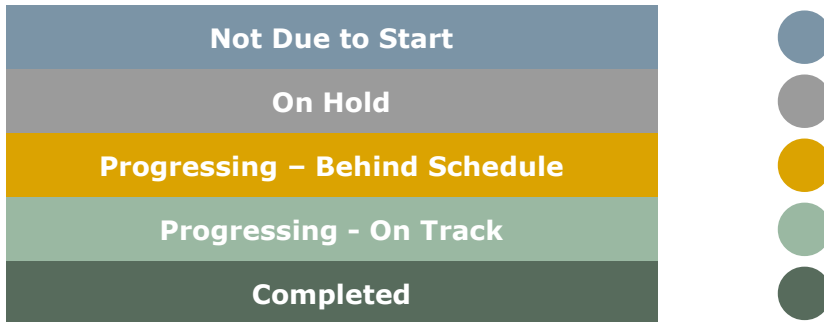 Not Due to Start
On Hold
Progressing – Behind Schedule
Progressing - On Track
Completed